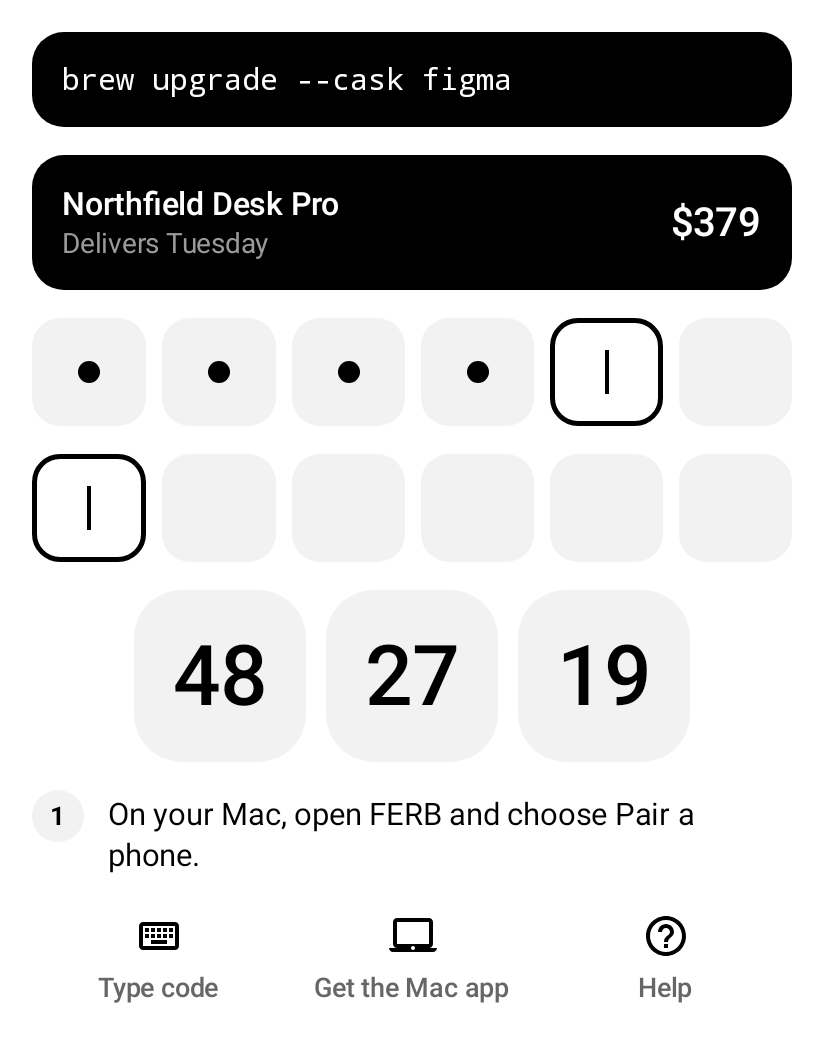 brew upgrade --cask figma
Northfield Desk Pro
Delivers Tuesday
$379
48 27 19
1 On your Mac, open FERB and choose Pair a
phone.
Type code Get the Mac app Help